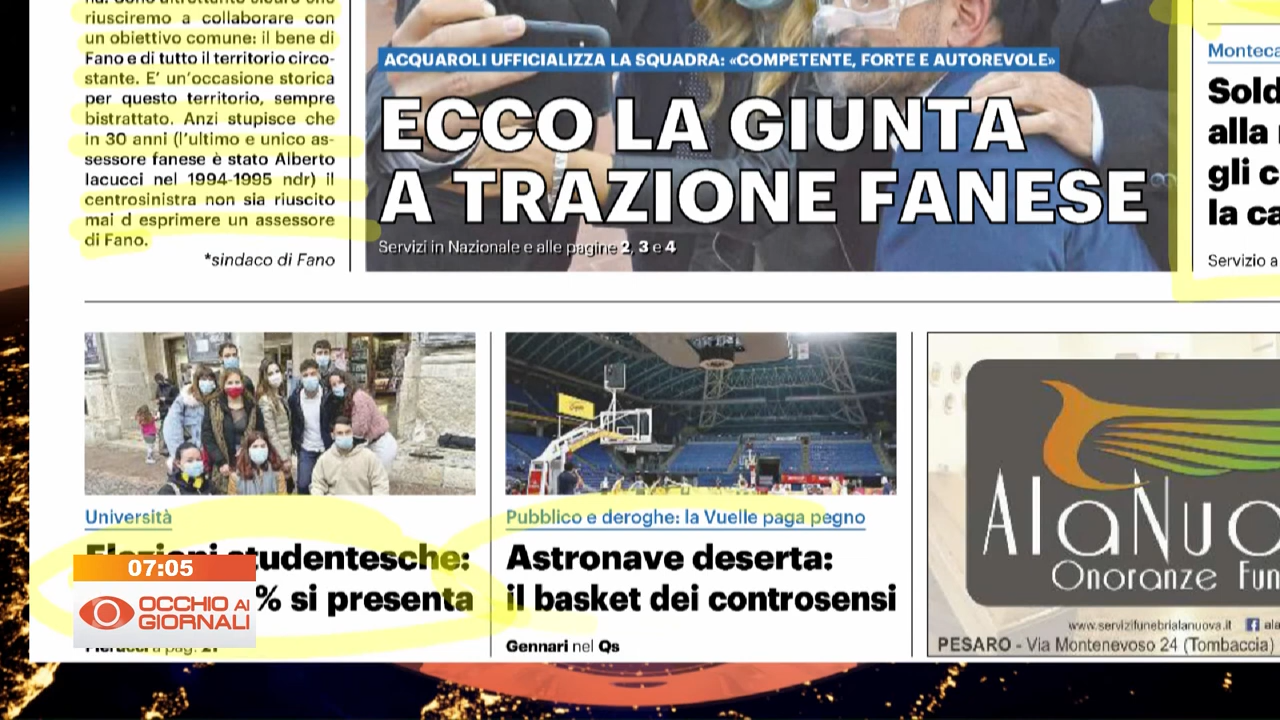 riusciremo a collaborare con
un obiettivo comune: il bene di
Fano e di tutto il territorio circo-
stante. E' un'occasione storica
per questo territorio, sempre
bistrattato. Anzi stupisce che
in 30 anni (l'ultimo e unico as-
sessore fanese è stato Alberto
Iacucci nel 1994-1995 ndr) il
centrosinistra non sia riuscito
mai d esprimere un assessore
di Fano.
*sindaco di Fano
ACQUAROLI UFFICIALIZZA LA SQUADRA: «COMPETENTE, FORTE E AUTOREVOLE»
ECCO LA GIUNTA
A TRAZIONE FANESE
Servizi in Nazionale e alle pagine 2, 3 e 4
Sold
alla
gli c
la ca
Servizio a
Università
Elezioni studentesche:
% si presenta
Pierucci a pag. 21
Pubblico e deroghe: la Vuelle paga pegno
Astronave deserta:
il basket dei controsensi
Gennari nel Qs
AlaNuo
Onoranze Fun
www.servizifunebrialanuova.it
PESARO - Via Montenevoso 24 (Tombaccia)
07:05
OCCHIO AI
GIORNALI